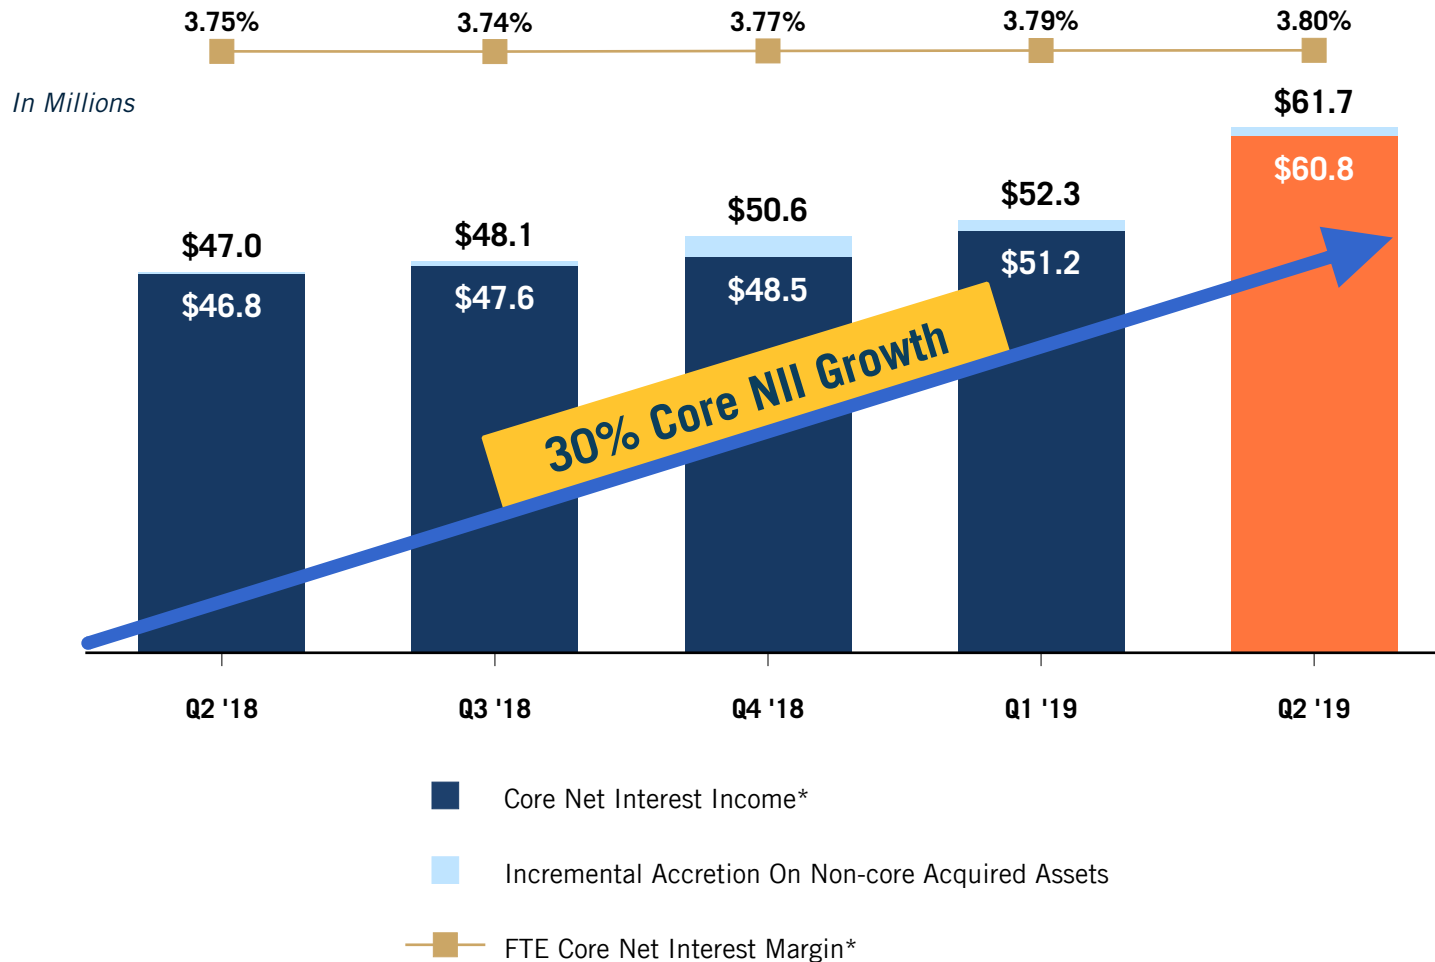 3.75% 3.74% 3.77% 3.79% 3.80%
In Millions
$61.7
$60.8
$52.3
$50.6
$48.1
$47.0
$51.2
$48.5
$47.6
$46.8
30% Core NII Growth
Q2 '18 Q3 '18 Q4 '18 Q1 '19 Q2 '19
Core Net Interest Income*
Incremental Accretion On Non-core Acquired Assets
FTE Core Net Interest Margin*